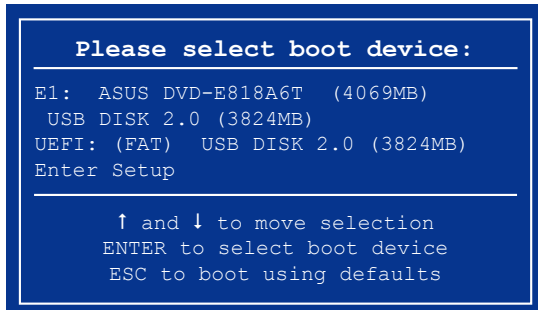 Please select boot device:
E1:  ASUS DVD-E818A6T  (4069MB)
 USB DISK 2.0 (3824MB)
UEFI: (FAT)  USB DISK 2.0 (3824MB)
Enter Setup
↑ and ↓ to move selection
ENTER to select boot device
ESC to boot using defaults